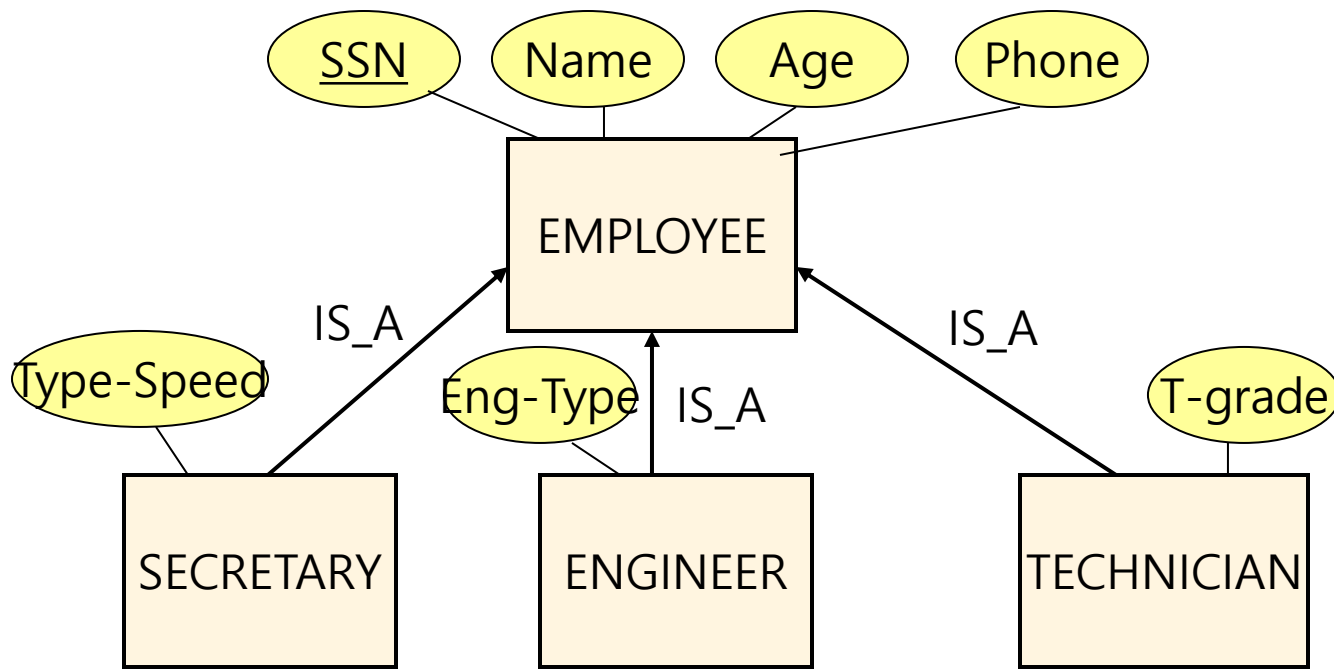 SSN
Name
Age
Phone
EMPLOYEE
IS_A
IS_A
Type-Speed
Eng-Type
IS_A
T-grade
SECRETARY
ENGINEER
TECHNICIAN